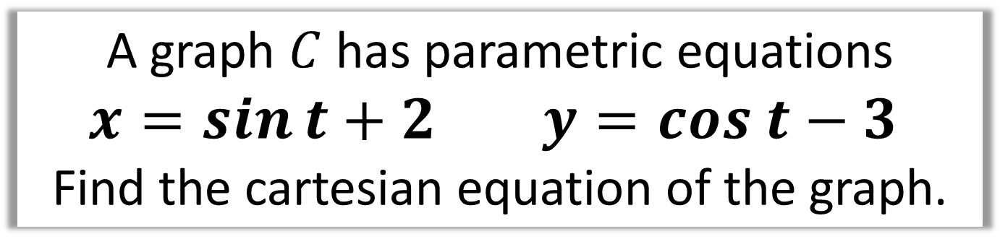 A graph C has parametric equations
x = sin t + 2 y = cos t − 3
Find the cartesian equation of the graph.